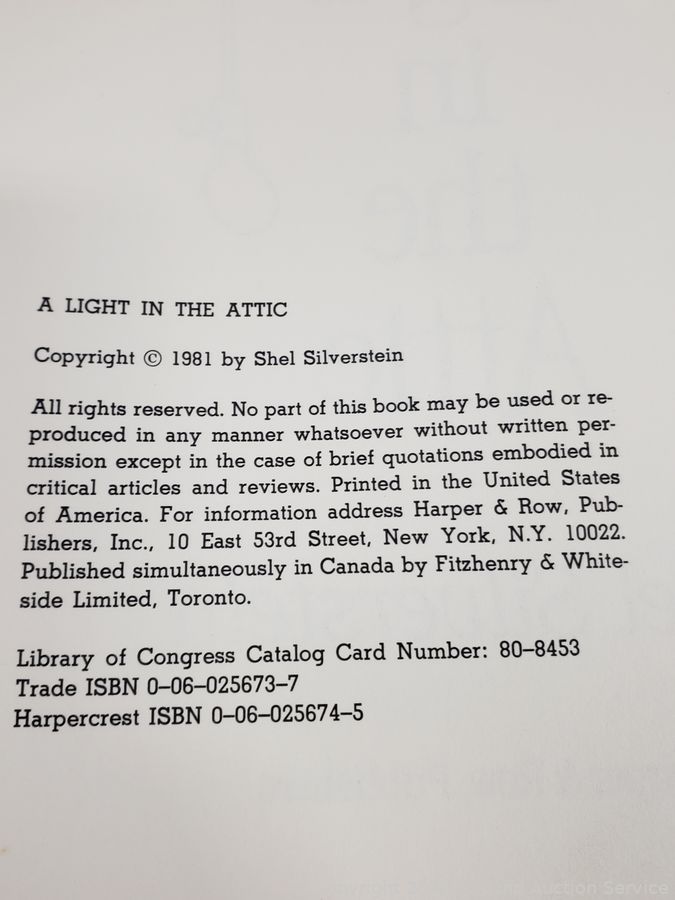 A LIGHT IN THE ATTIC
Copyright © 1981 by Shel Silverstein
All rights reserved. No part of this book may be used or re-
produced in any manner whatsoever without written per-
mission except in the case of brief quotations embodied in
critical articles and reviews. Printed in the United States
of America. For information address Harper & Row, Pub-
lishers, Inc., 10 East 53rd Street, New York, N.Y. 10022.
Published simultaneously in Canada by Fitzhenry & White-
side Limited, Toronto.
Library of Congress Catalog Card Number: 80–8453
Trade ISBN 0–06–025673–7
Harpercrest ISBN 0–06–025674–5
Auction Service